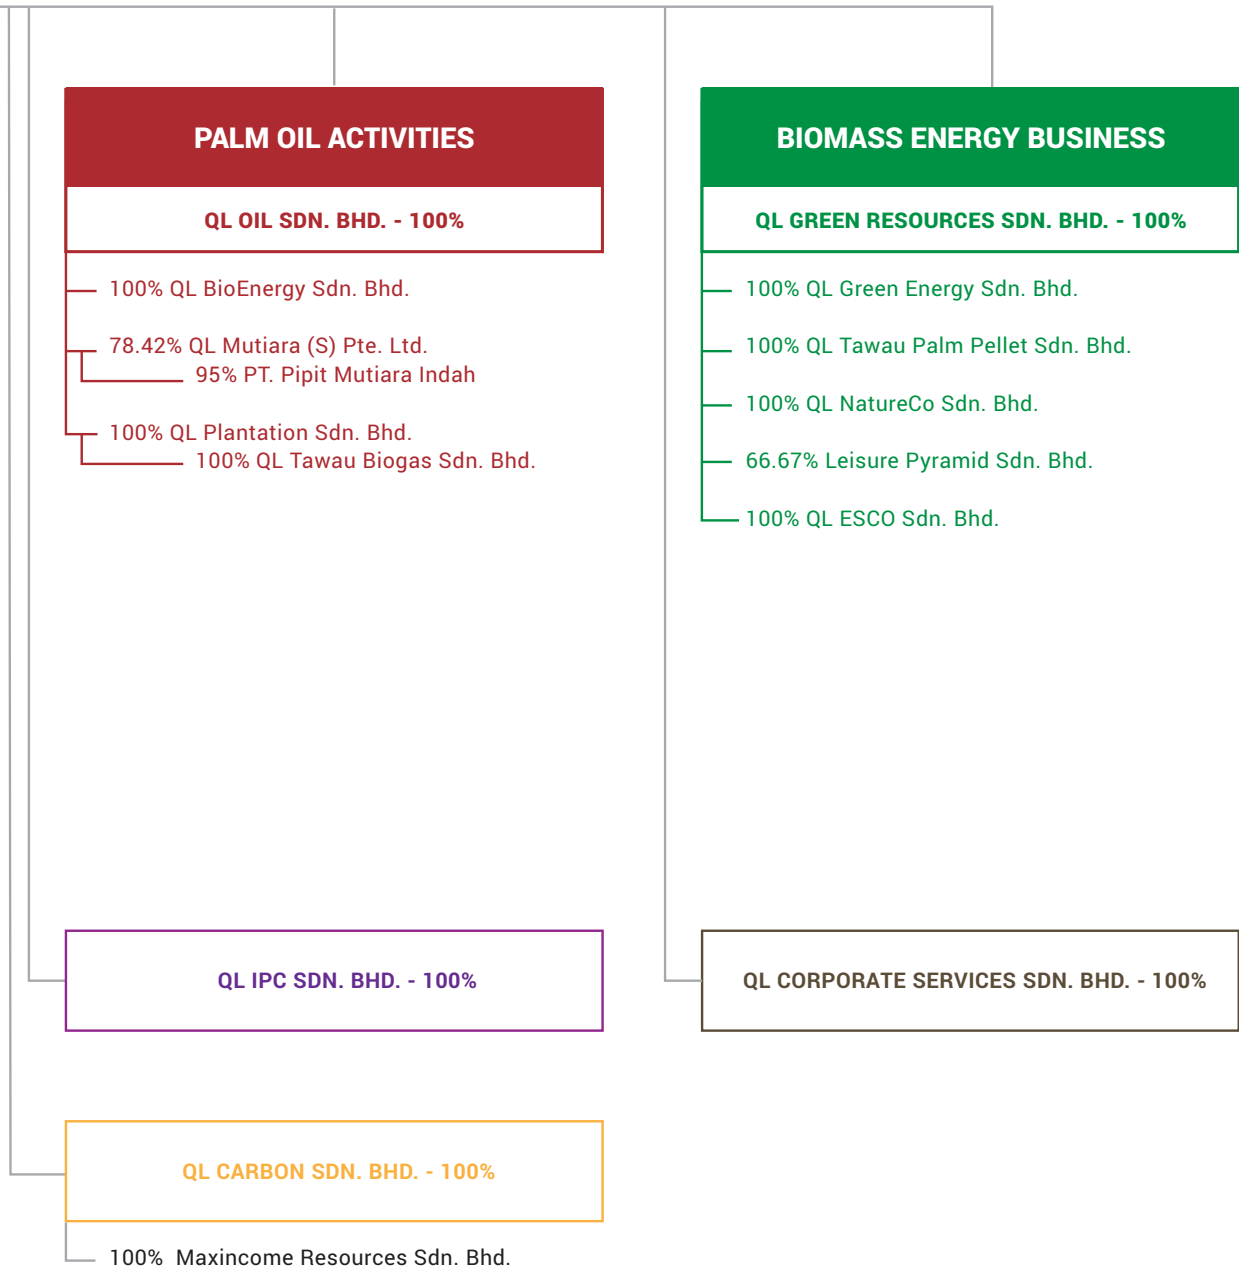 PALM OIL ACTIVITIES
QL OIL SDN. BHD. - 100%
100% QL BioEnergy Sdn. Bhd.
78.42% QL Mutiara (S) Pte. Ltd.
95% PT. Pipit Mutiara Indah
100% QL Plantation Sdn. Bhd.
100% QL Tawau Biogas Sdn. Bhd.
BIOMASS ENERGY BUSINESS
QL GREEN RESOURCES SDN. BHD. - 100%
100% QL Green Energy Sdn. Bhd.
100% QL Tawau Palm Pellet Sdn. Bhd.
100% QL NatureCo Sdn. Bhd.
66.67% Leisure Pyramid Sdn. Bhd.
100% QL ESCO Sdn. Bhd.
QL IPC SDN. BHD. - 100%
QL CORPORATE SERVICES SDN. BHD. - 100%
QL CARBON SDN. BHD. - 100%
100% Maxincome Resources Sdn. Bhd.